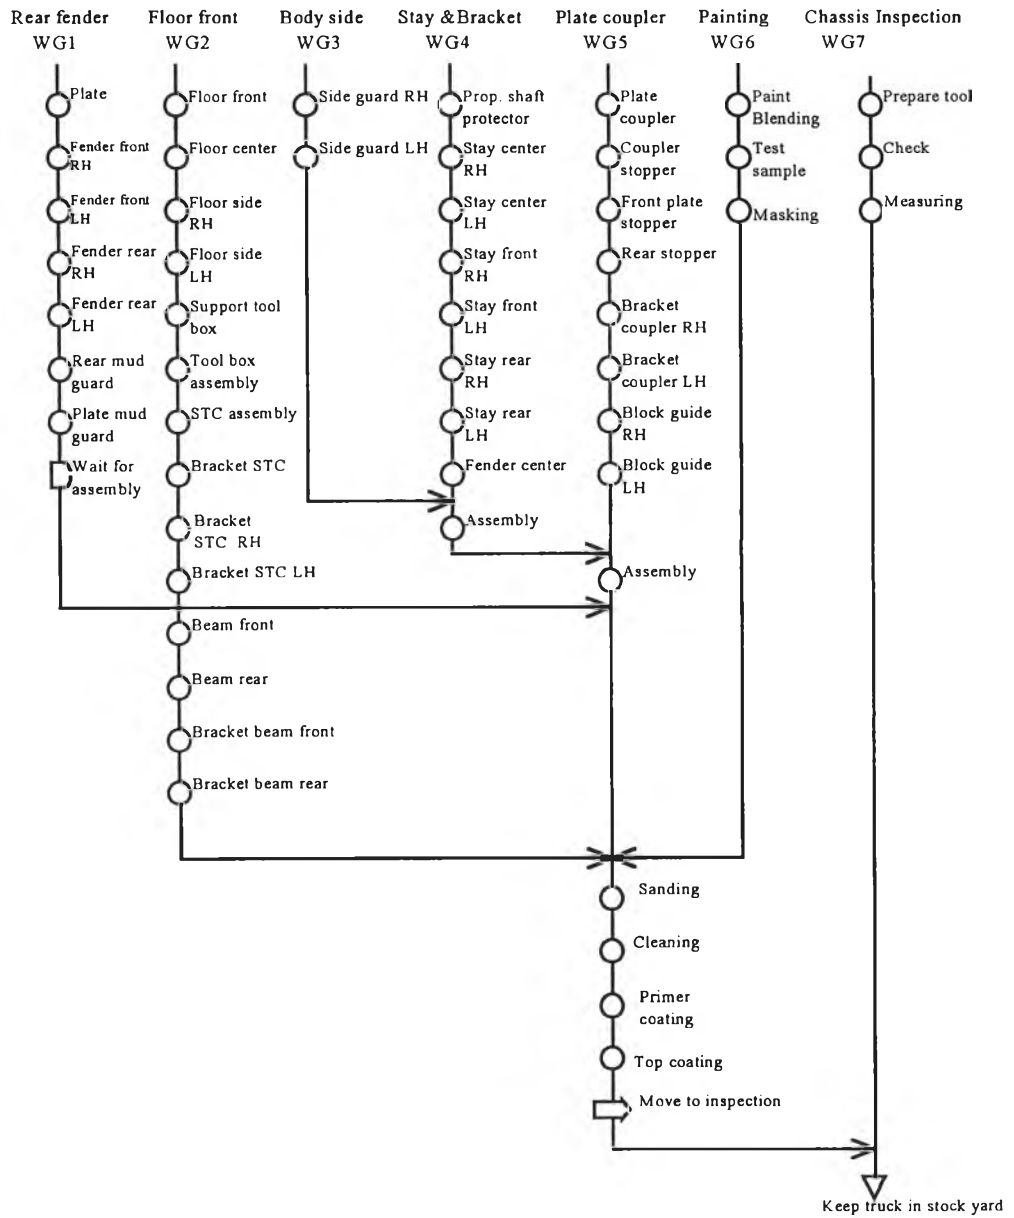 Rear fender
WG1
Floor front
WG2
Body side
WG3
Stay &Bracket
WG4
Plate coupler
WG5
Painting
WG6
Chassis Inspection
WG7
Plate
Fender front
RH
Fender front
LH
Fender rear
RH
Fender rear
LH
Rear mud
guard
Plate mud
guard
Wait for
assembly
Floor front
Floor center
Floor side
RH
Floor side
LH
Support tool
box
Tool box
assembly
STC assembly
Bracket STC
Bracket
STC RH
Bracket STC LH
Beam front
Beam rear
Bracket beam front
Bracket beam rear
Side guard RH
Side guard LH
Prop. shaft
protector
Stay center
RH
Stay center
LH
Stay front
RH
Stay front
LH
Stay rear
RH
Stay rear
LH
Fender center
Assembly
Plate
coupler
Coupler
stopper
Front plate
stopper
Rear stopper
Bracket
coupler RH
Bracket
coupler LH
Block guide
RH
Block guide
LH
Assembly
Sanding
Cleaning
Primer
coating
Top coating
Move to inspection
Paint
Blending
Test
sample
Masking
Prepare tool
Check
Measuring
Keep truck in stock yard